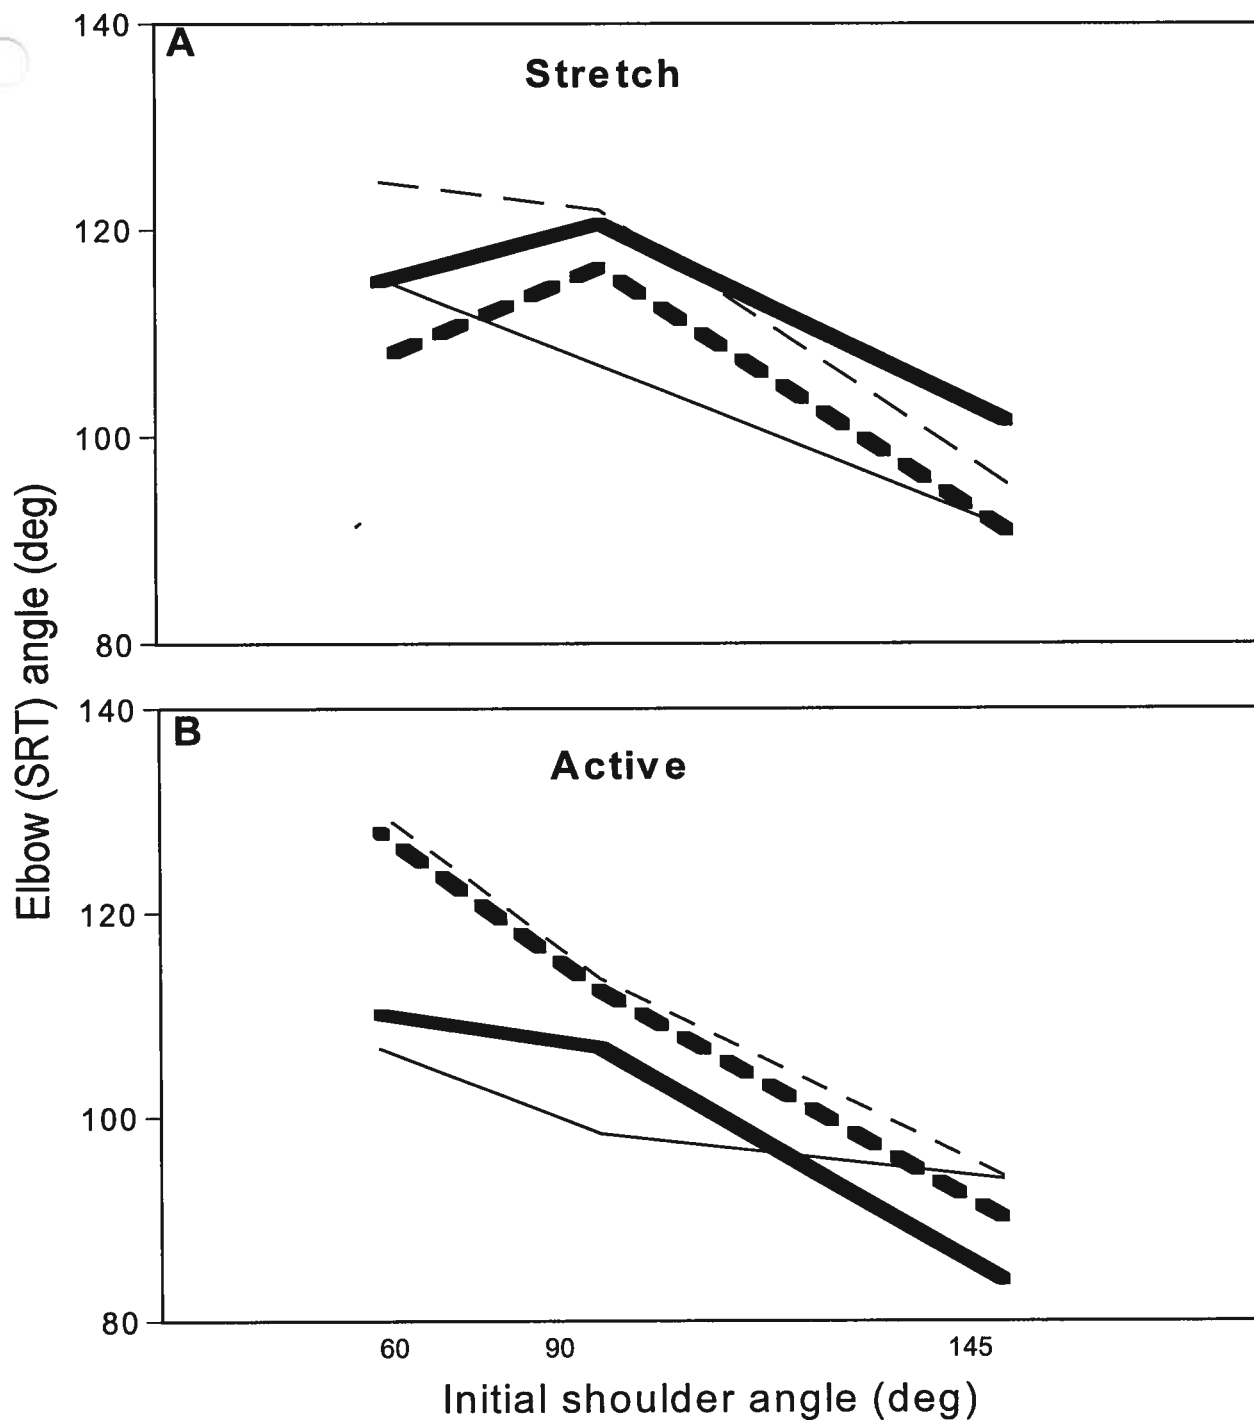 140
A
Stretch
120
100
80
Elbow (SRT) angle (deg)
140
B
Active
120
100
80
60 90 145
Initial shoulder angle (deg)